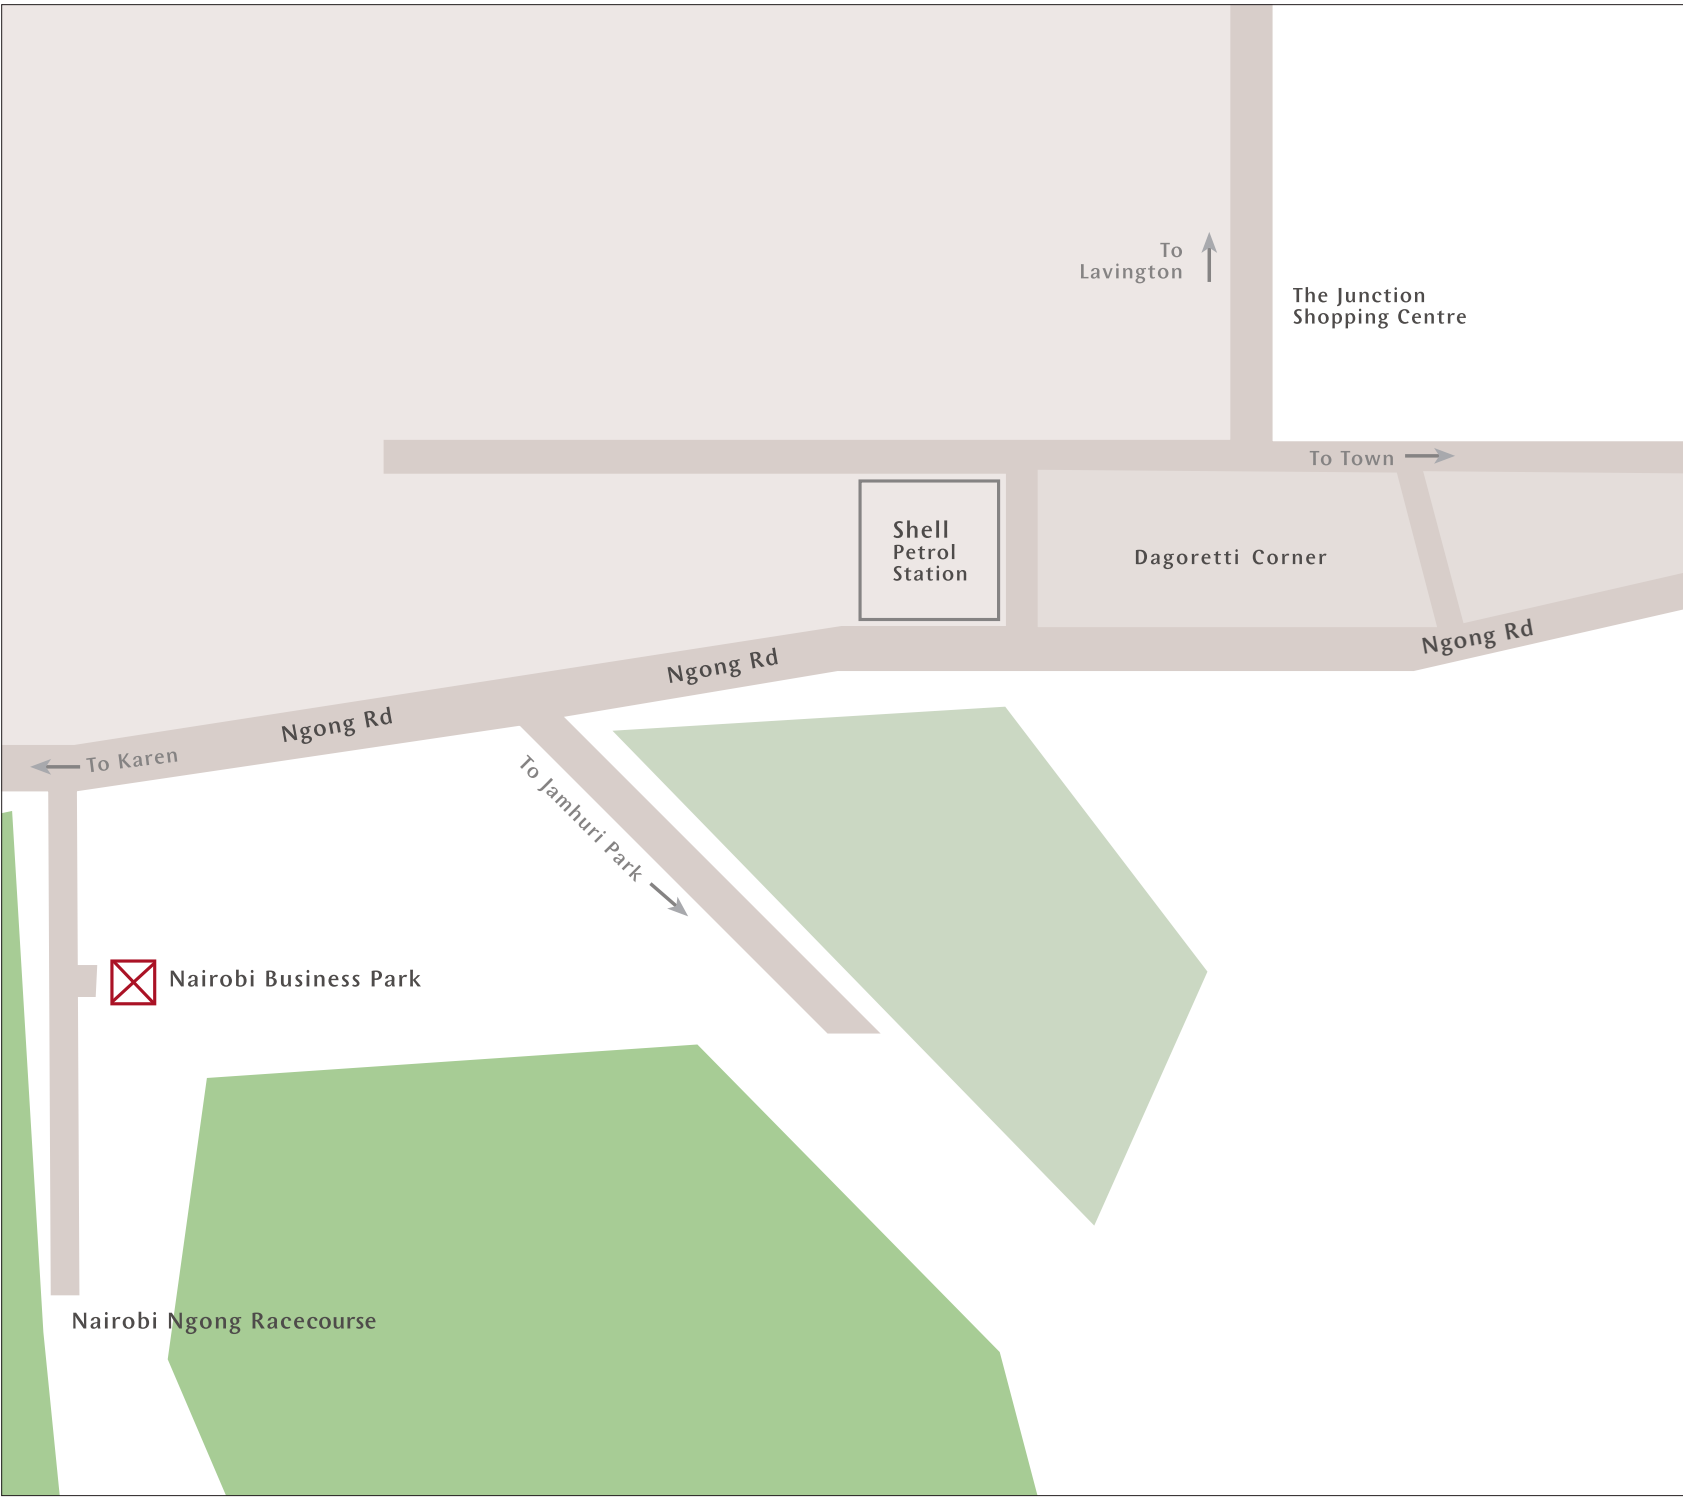 To
Lavington
The Junction
Shopping Centre
To Town
Shell
Petrol
Station
Dagoretti Corner
Ngong Rd
Ngong Rd
Ngong Rd
To Karen
To Jamhuri Park
Nairobi Business Park
Nairobi Ngong Racecourse